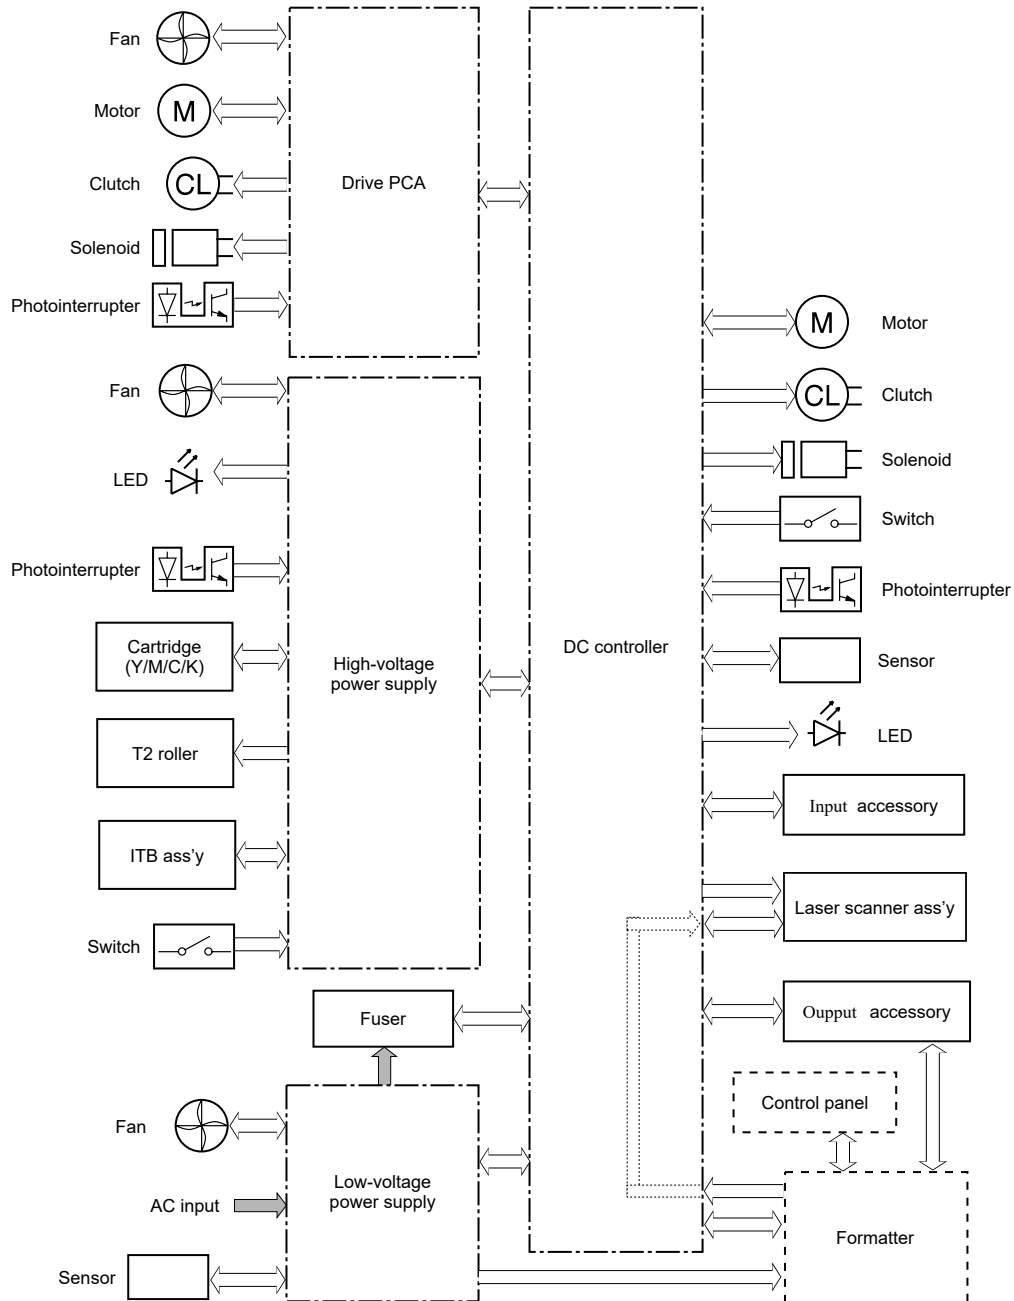 Fan
Motor
M
Clutch
CL
Drive PCA
Solenoid
Photointerrupter
Fan
LED
Photointerrupter
Cartridge
(Y/M/C/K)
High-voltage
power supply
T2 roller
ITB ass'y
Switch
Fuser
Fan
AC input
Low-voltage
power supply
Sensor
DC controller
M
Motor
CL
Clutch
Solenoid
Switch
Photointerrupter
Sensor
LED
Input accessory
Laser scanner ass'y
Oupput accessory
Control panel
Formatter